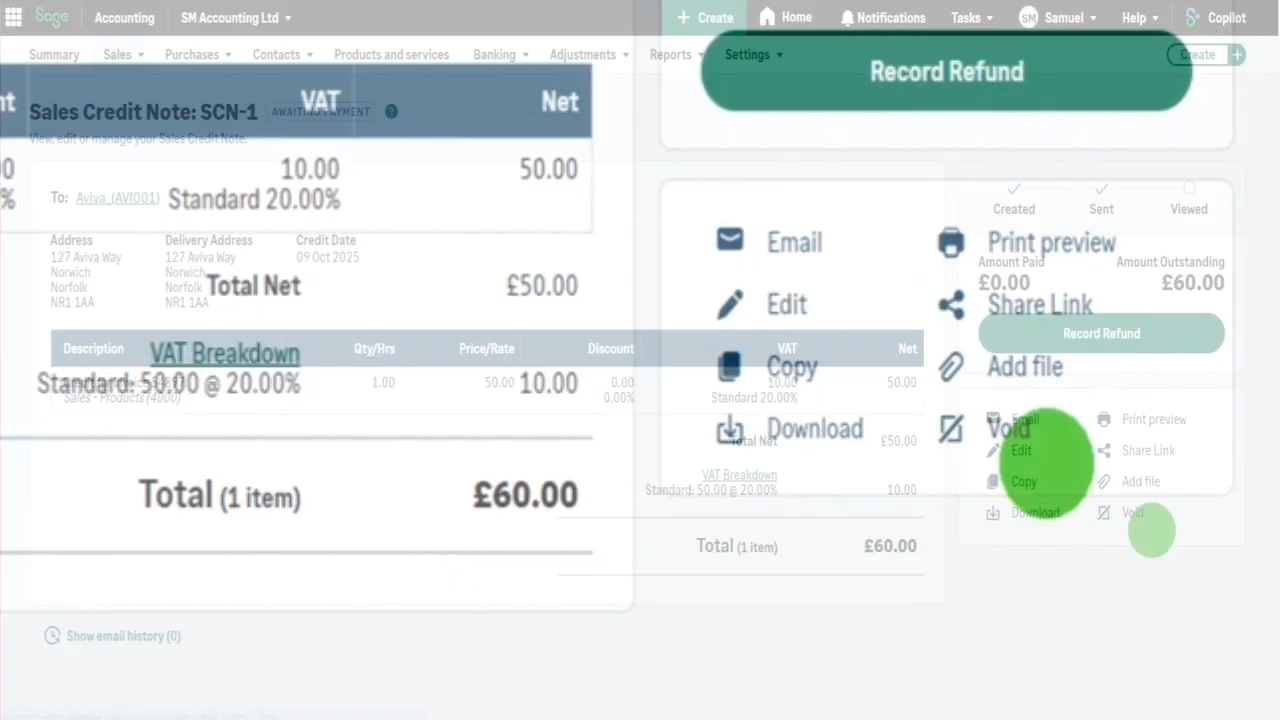 Sage Accounting SM Accounting Ltd Create Home Notifications Tasks SM Samuel Help Copilot
Summary Sales Purchases Contacts Products and services Banking Adjustments Reports Settings Create
Record Refund
VAT Net
Sales Credit Note: SCN-1 AWAITING PAYMENT
View, edit or manage your Sales Credit Note.
10.00 50.00
Standard 20.00%
To: Aviva (AVI001)
Created Sent Viewed
Address Delivery Address Credit Date
127 Aviva Way 127 Aviva Way 09 Oct 2025
Norwich Norwich
Norfolk Norfolk
NR1 1AA NR1 1AA
Total Net £50.00
Email Print preview
Amount Paid Amount Outstanding
£0.00 £60.00
Edit Share Link
Record Refund
Description Qty/Hrs Price/Rate Discount VAT Net
VAT Breakdown
Standard: 50.00 @ 20.00% 10.00
Copy Add file
1.00 50.00 0.00 10.00 50.00
Sales - Products (4000) 0.00% Standard 20.00%
Download Void
Total Net £50.00
VAT Breakdown
Standard: 50.00 @ 20.00% 10.00
Total (1 item) £60.00
Email Print preview
Edit Share Link
Copy Add file
Download Void
Total (1 item) £60.00
Show email history (0)